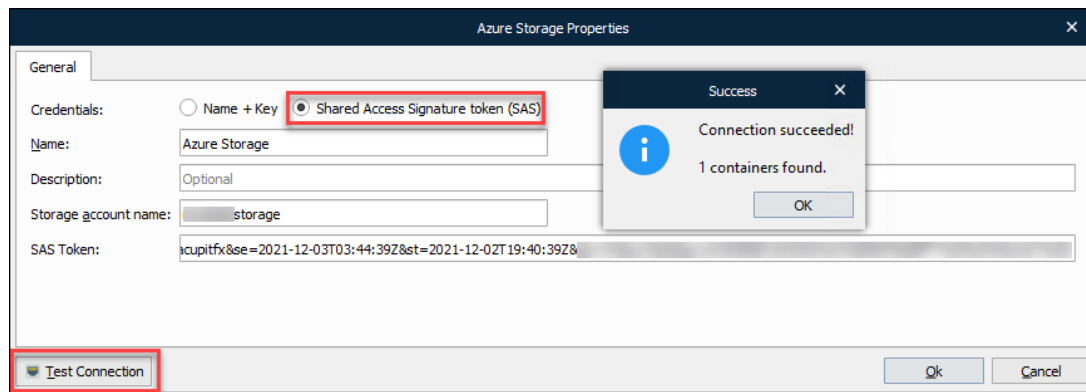 Azure Storage Properties
General
Credentials:
Name + Key
Shared Access Signature token (SAS)
Name:
Azure Storage
Description:
Optional
Storage account name:
storage
SAS Token:
acupitfx&se=2021-12-03T03:44:39Z&st=2021-12-02T19:40:39Z&
Success
Connection succeeded!
1 containers found.
OK
Test Connection
Ok
Cancel